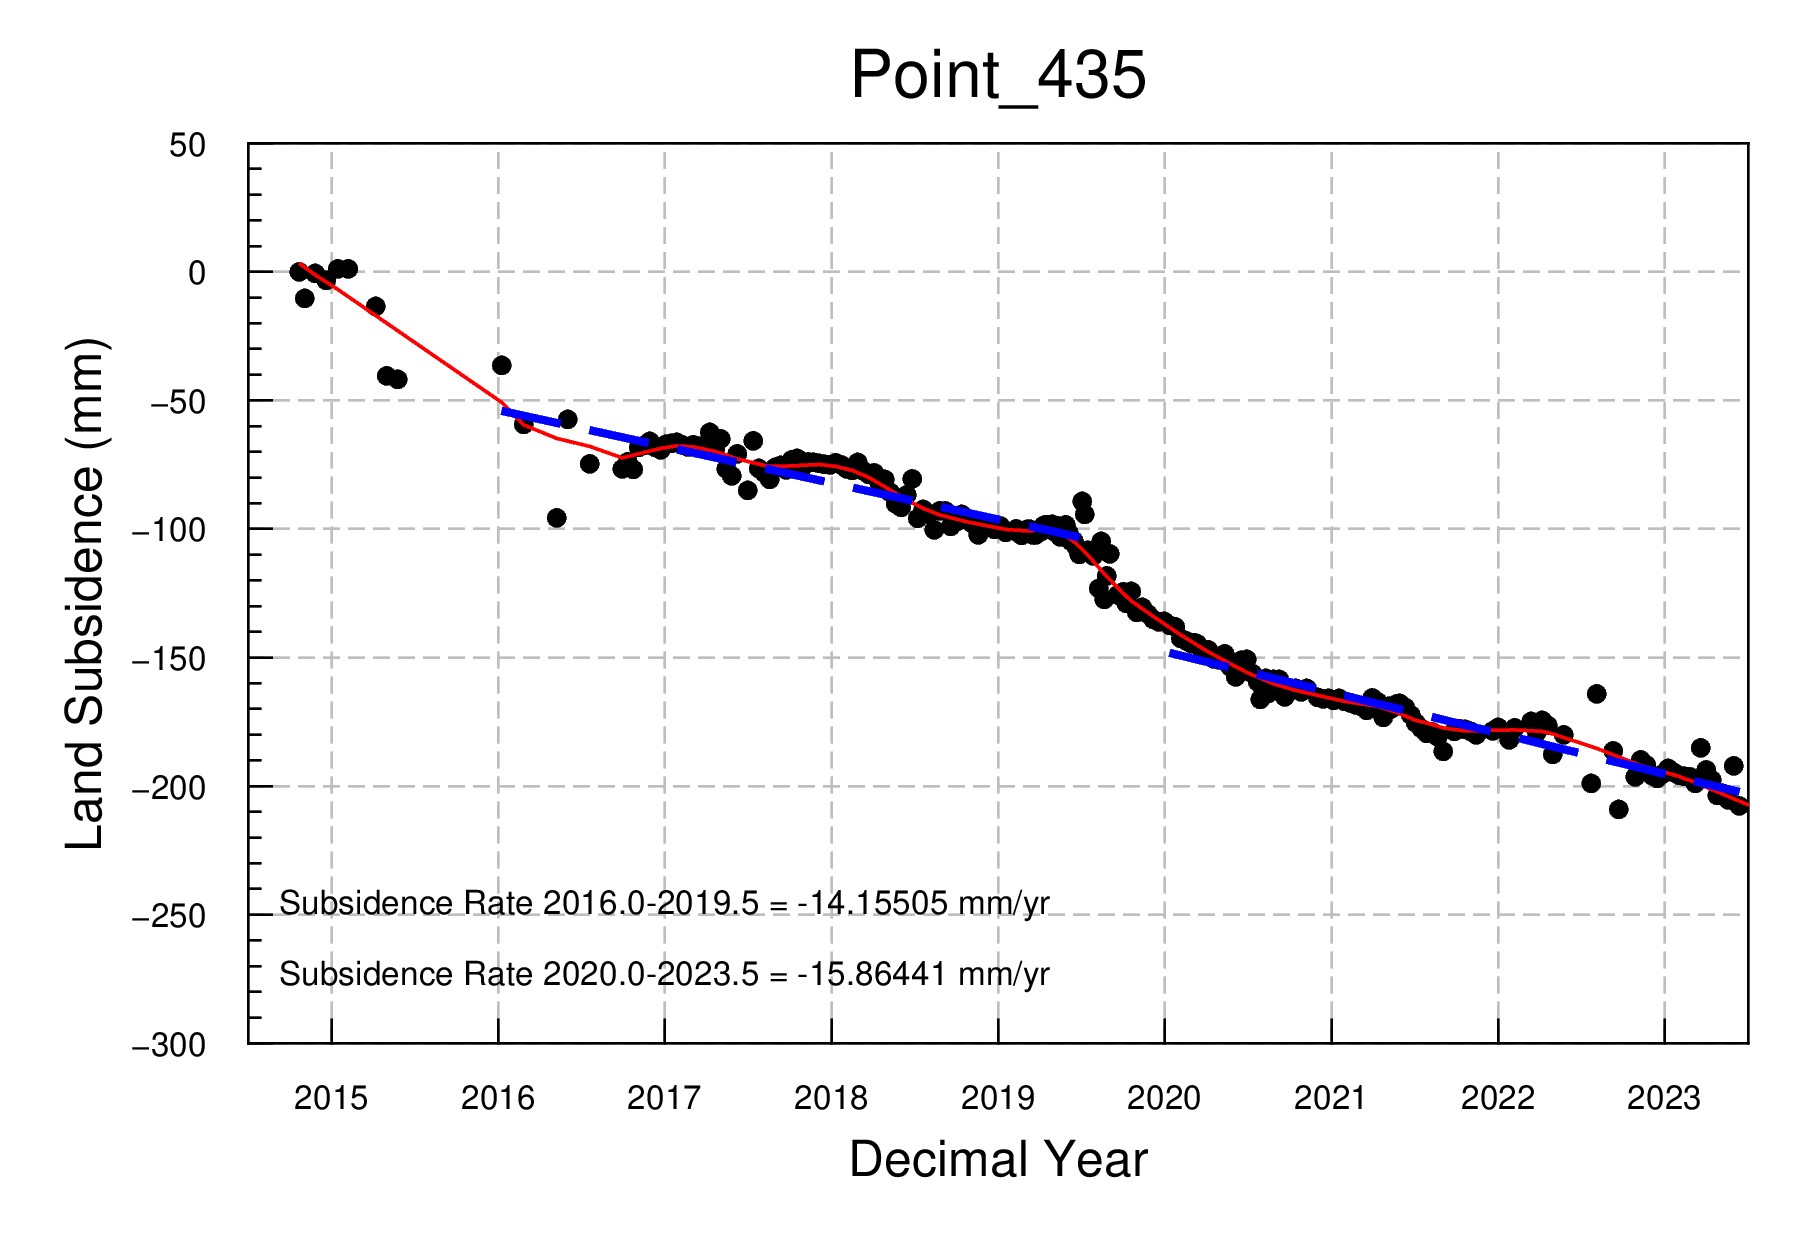 Point_435
50
0
−50
−100
−150
−200
−250
−300
Land Subsidence (mm)
Subsidence Rate 2016.0-2019.5 = -14.15505 mm/yr
Subsidence Rate 2020.0-2023.5 = -15.86441 mm/yr
2015 2016 2017 2018 2019 2020 2021 2022 2023
Decimal Year